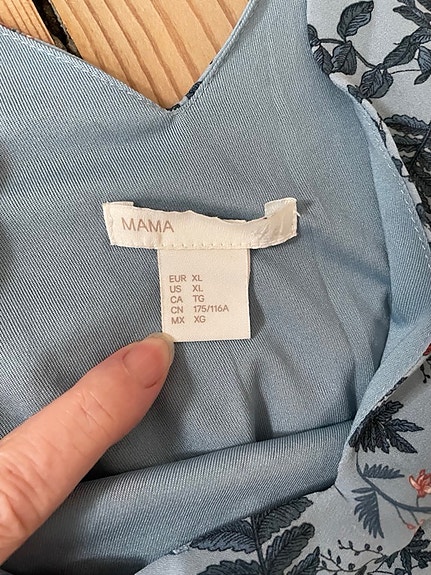 MAMA
EUR XL
US XL
CA TG
CN 175/116A
MX XG